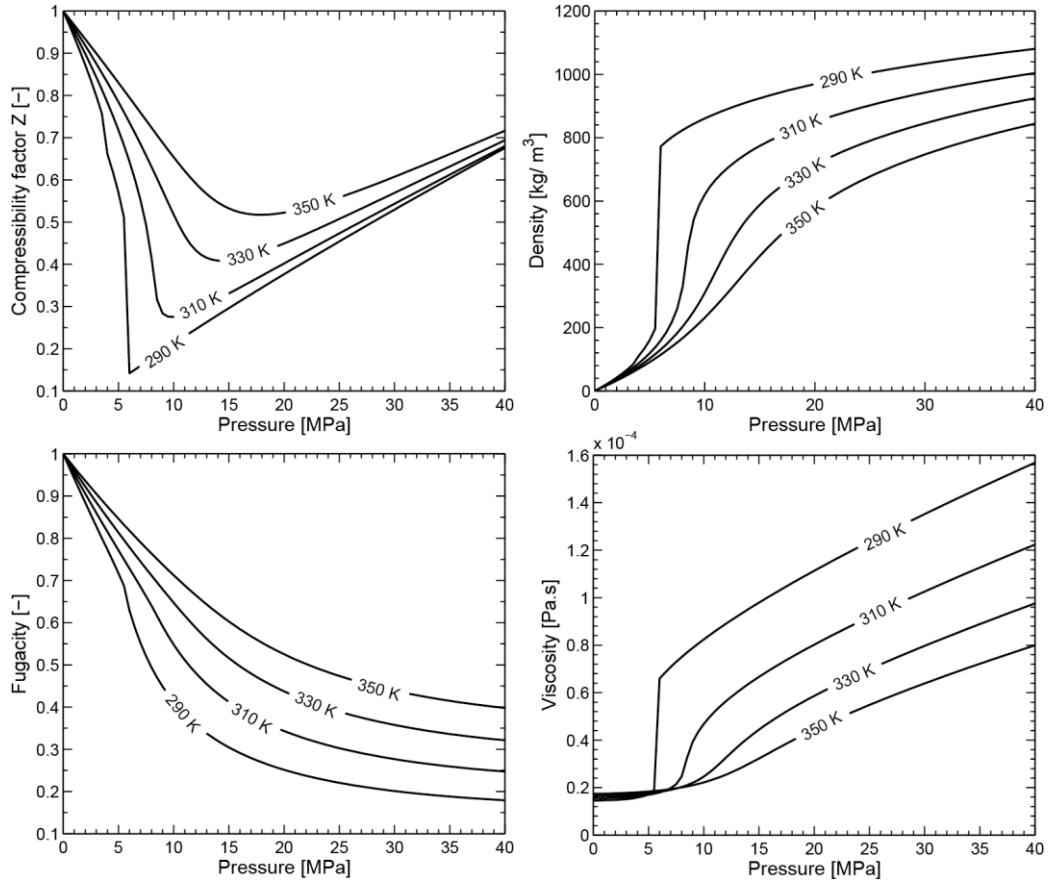 1
0.9
0.8
0.7
0.6
0.5
0.4
0.3
0.2
0.1
0 5 10 15 20 25 30 35 40
Compressibility factor Z [−]
Pressure [MPa]
350 K
330 K
310 K
290 K
1200
1000
800
600
400
200
0
0 10 20 30 40
Density [kg/ m³]
Pressure [MPa]
290 K
310 K
330 K
350 K
1
0.9
0.8
0.7
0.6
0.5
0.4
0.3
0.2
0.1
0 5 10 15 20 25 30 35 40
Fugacity [−]
Pressure [MPa]
350 K
330 K
310 K
290 K
x 10⁻⁴
1.6
1.4
1.2
1
0.8
0.6
0.4
0.2
0
0 5 10 15 20 25 30 35 40
Viscosity [Pa.s]
Pressure [MPa]
290 K
310 K
330 K
350 K